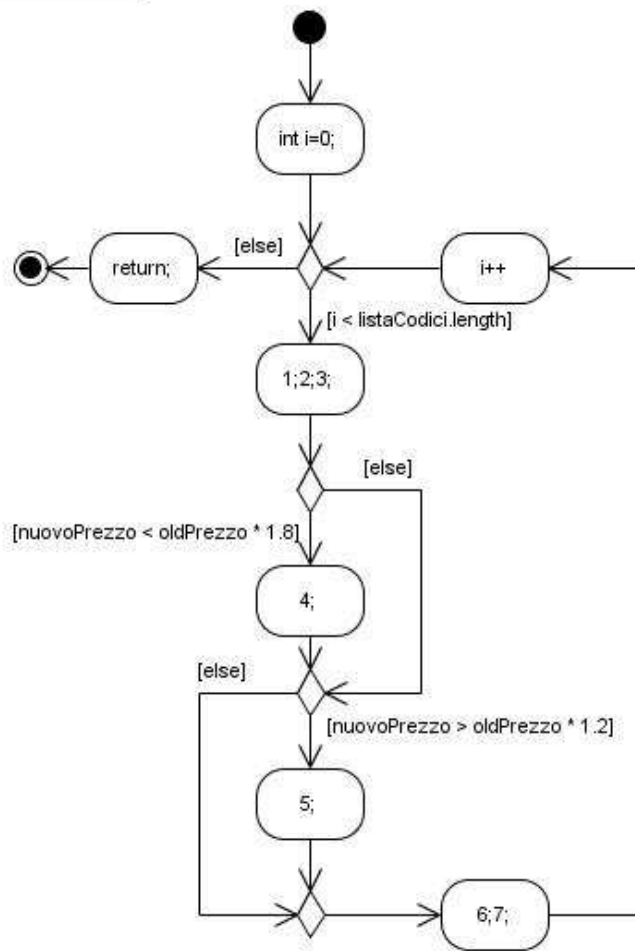 int i=0;
[else]
return;
i++
[i < listaCodici.length]
1;2;3;
[else]
[nuovoPrezzo < oldPrezzo * 1.8]
4;
[else]
[nuovoPrezzo > oldPrezzo * 1.2]
5;
6;7;